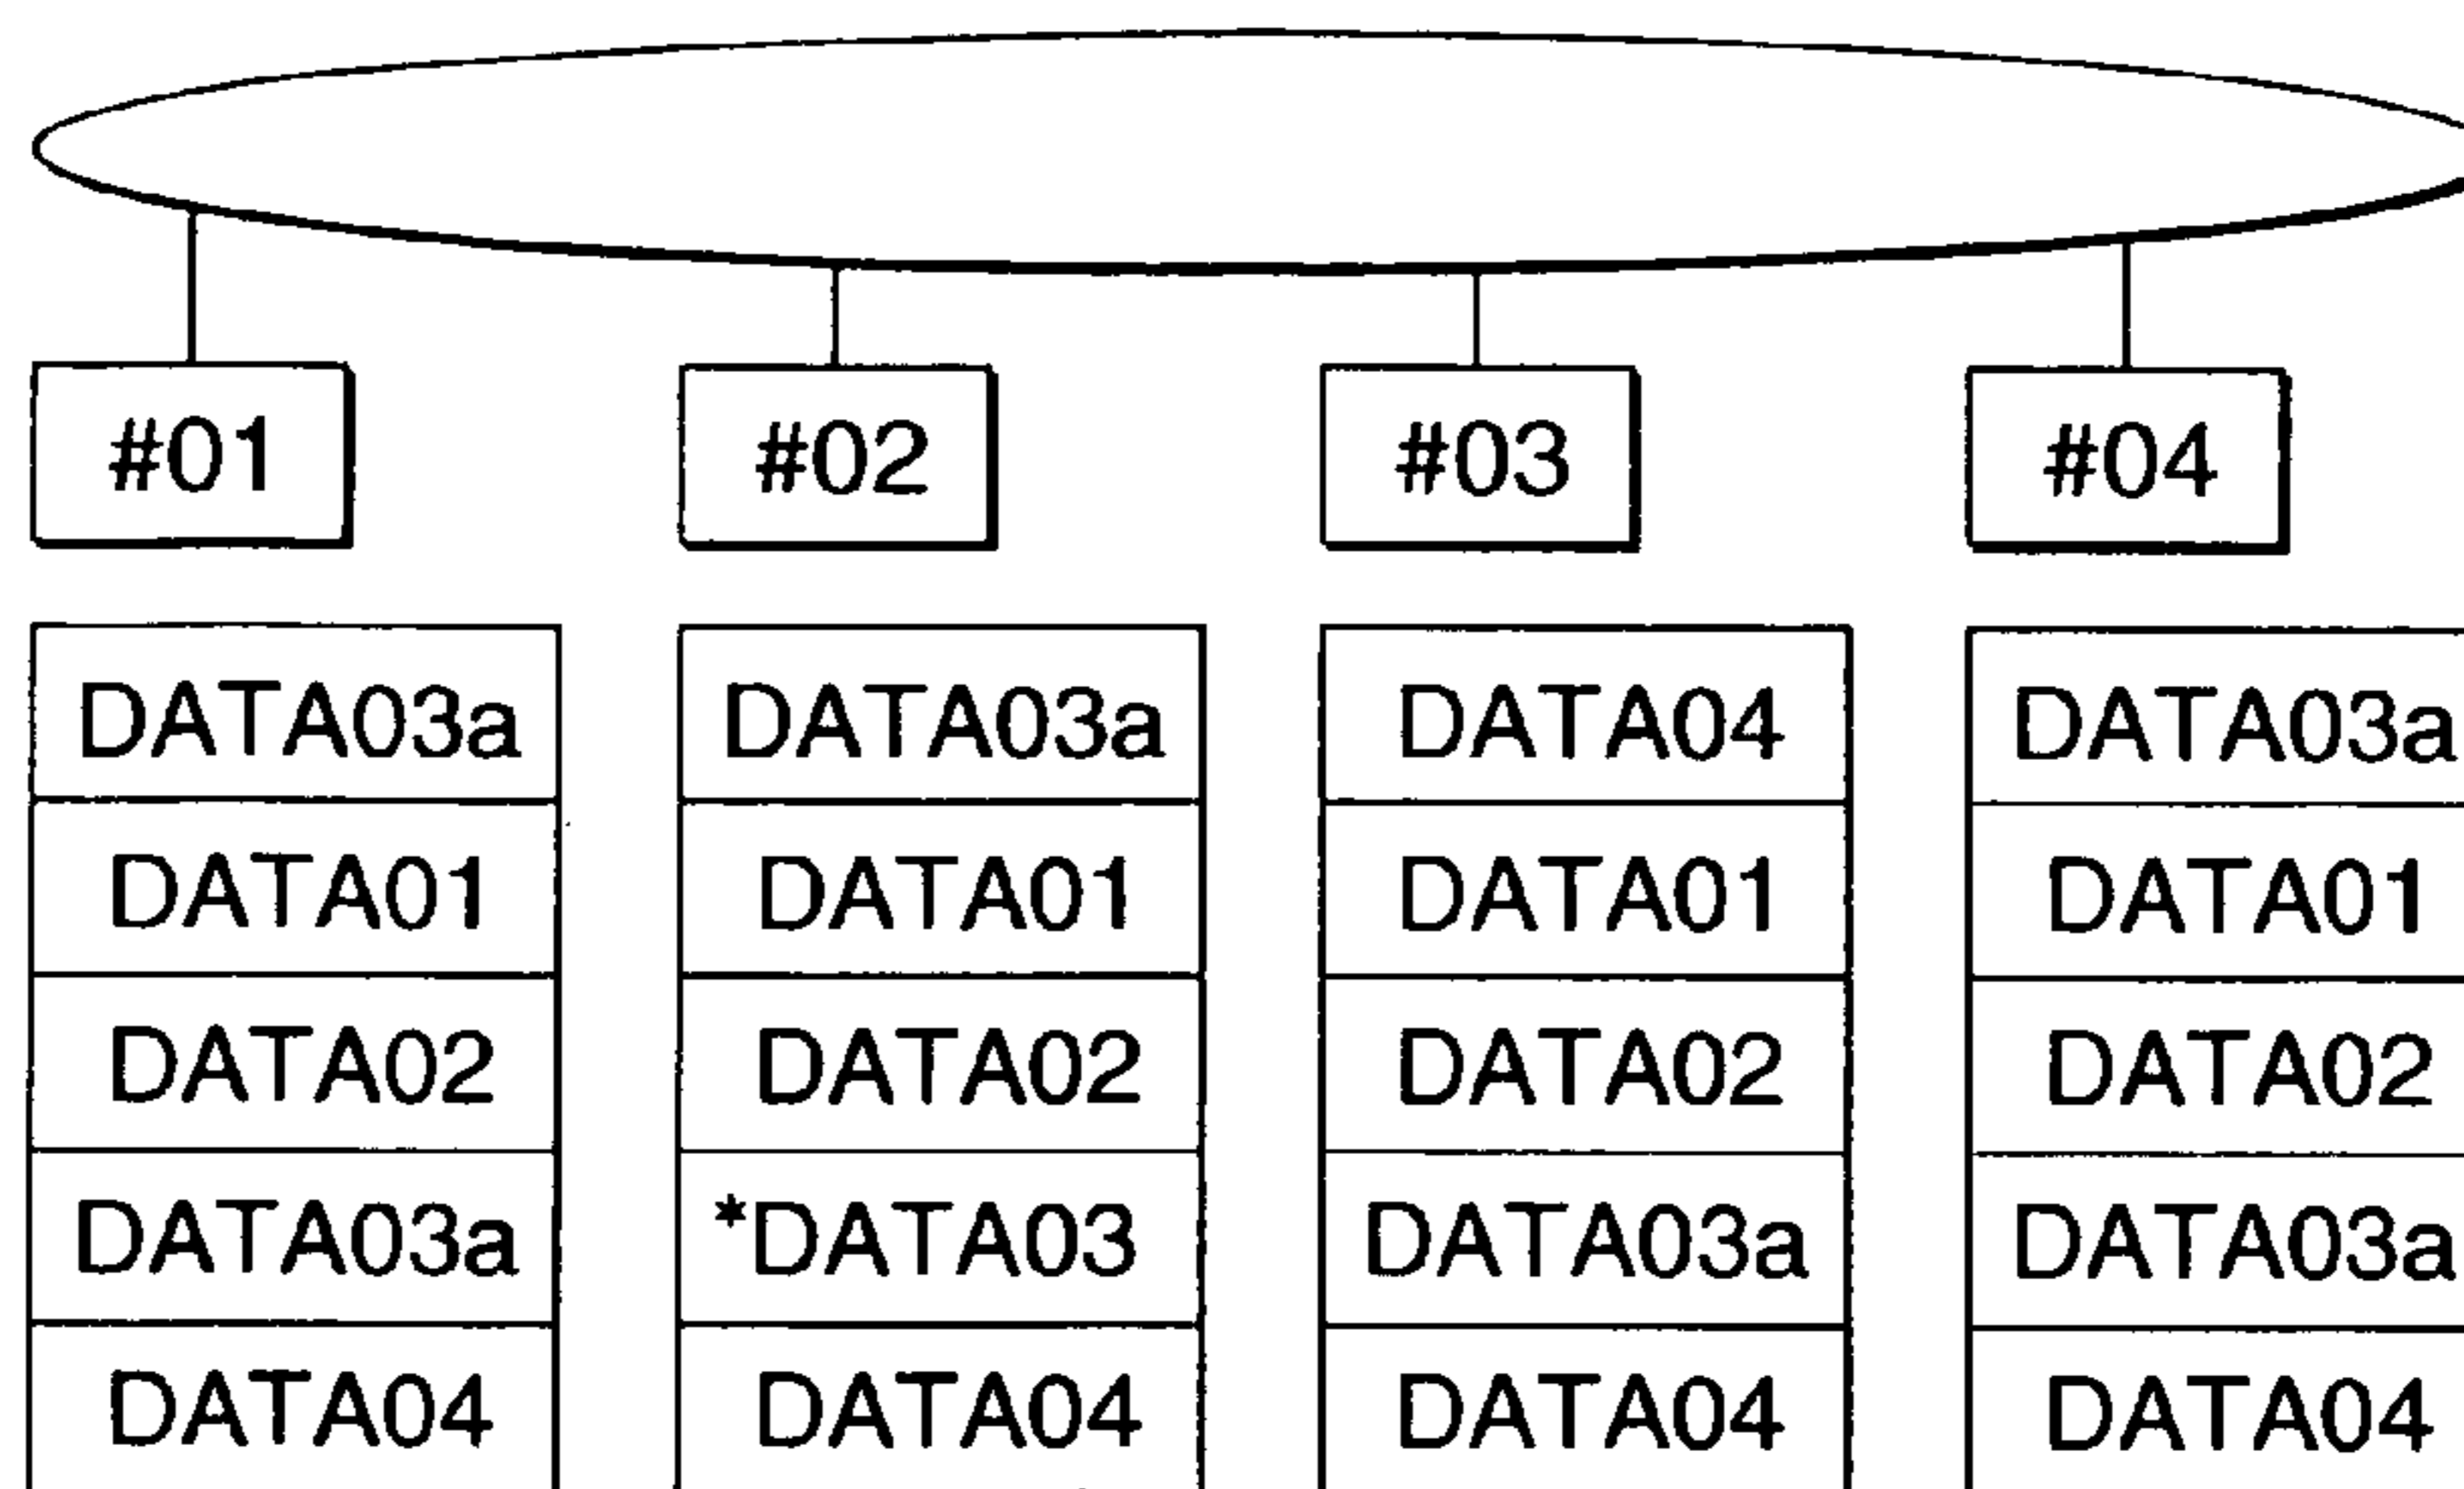 #01 #02 #03 #04
DATA03a DATA03a DATA04 DATA03a
DATA01 DATA01 DATA01 DATA01
DATA02 DATA02 DATA02 DATA02
DATA03a *DATA03 DATA03a DATA03a
DATA04 DATA04 DATA04 DATA04